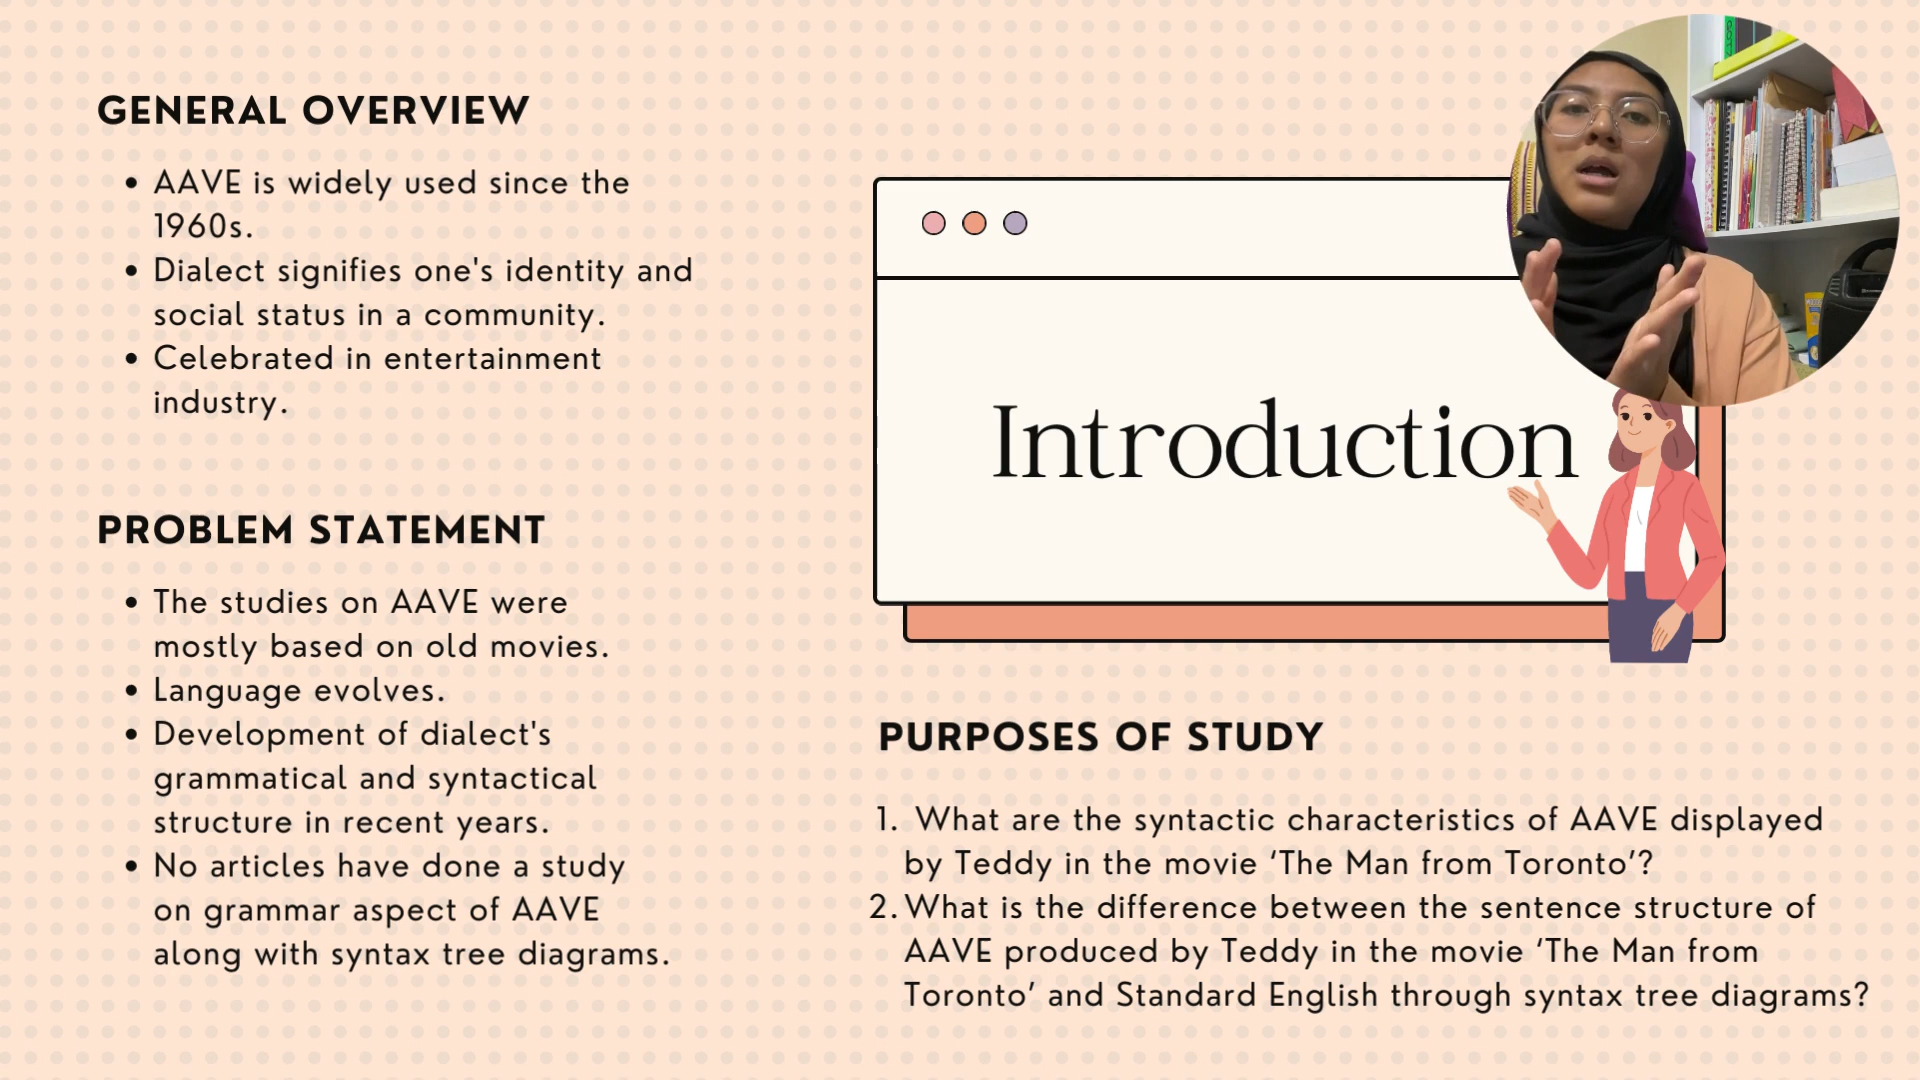 GENERAL OVERVIEW
• AAVE is widely used since the
1960s.
• Dialect signifies one's identity and
social status in a community.
• Celebrated in entertainment
industry.
PROBLEM STATEMENT
• The studies on AAVE were
mostly based on old movies.
• Language evolves.
• Development of dialect's
grammatical and syntactical
structure in recent years.
• No articles have done a study
on grammar aspect of AAVE
along with syntax tree diagrams.
Introduction
PURPOSES OF STUDY
1. What are the syntactic characteristics of AAVE displayed
by Teddy in the movie ‘The Man from Toronto’?
2. What is the difference between the sentence structure of
AAVE produced by Teddy in the movie ‘The Man from
Toronto’ and Standard English through syntax tree diagrams?